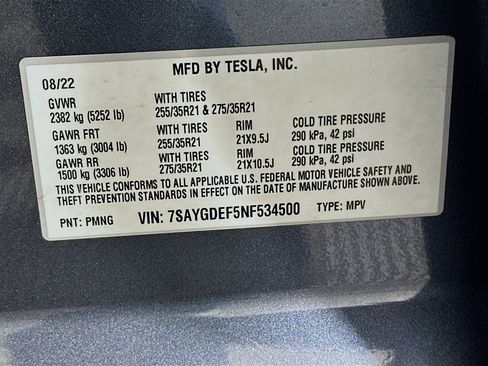 MFD BY TESLA, INC.
08/22
GVWR WITH TIRES
2382 kg (5252 lb) 255/35R21 & 275/35R21
GAWR FRT WITH TIRES RIM COLD TIRE PRESSURE
1363 kg (3004 lb) 255/35R21 21X9.5J 290 kPa, 42 psi
GAWR RR WITH TIRES RIM COLD TIRE PRESSURE
1500 kg (3306 lb) 275/35R21 21X10.5J 290 kPa, 42 psi
THIS VEHICLE CONFORMS TO ALL APPLICABLE U.S. FEDERAL MOTOR VEHICLE SAFETY AND
THEFT PREVENTION STANDARDS IN EFFECT ON THE DATE OF MANUFACTURE SHOWN ABOVE.
PNT: PMNG VIN: 7SAYGDEF5NF534500 TYPE: MPV